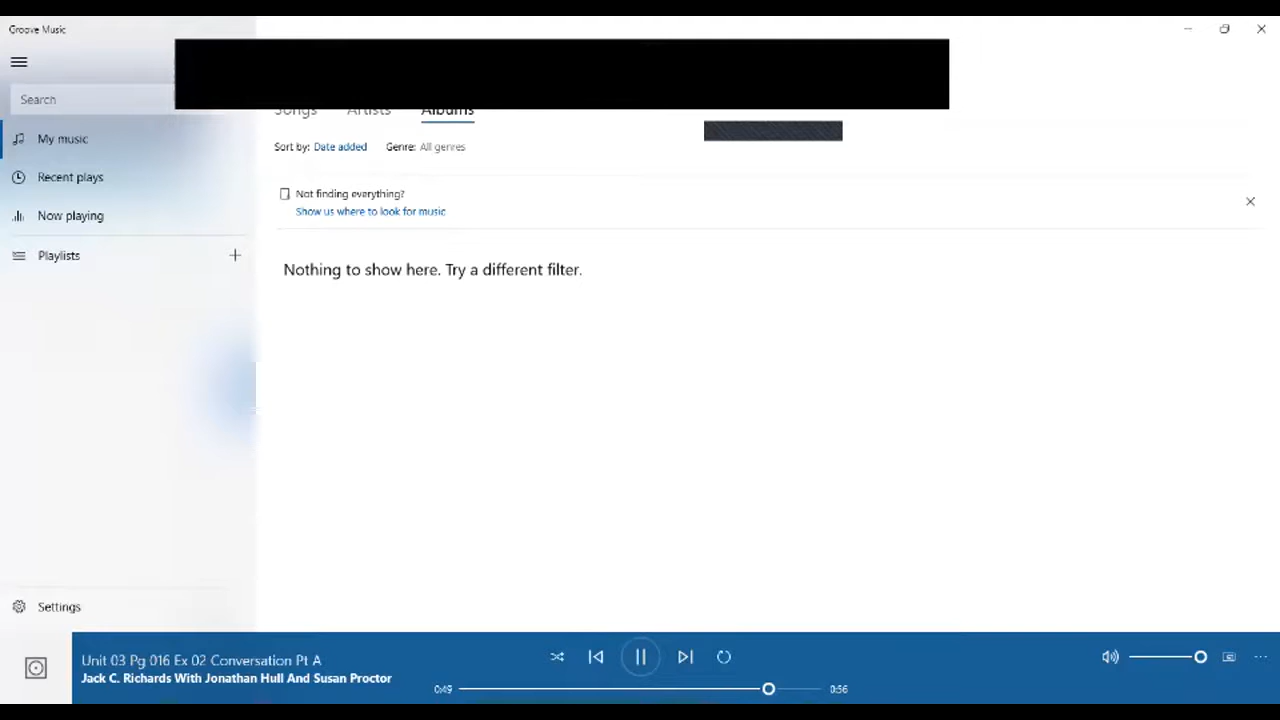 Groove Music
Search
Songs Artists Albums
My music
Sort by: Date added Genre: All genres
Recent plays
Not finding everything?
Show us where to look for music
Now playing
Playlists
Nothing to show here. Try a different filter.
Settings
Unit 03 Pg 016 Ex 02 Conversation Pt A
Jack C. Richards With Jonathan Hull And Susan Proctor
0:49 0:56